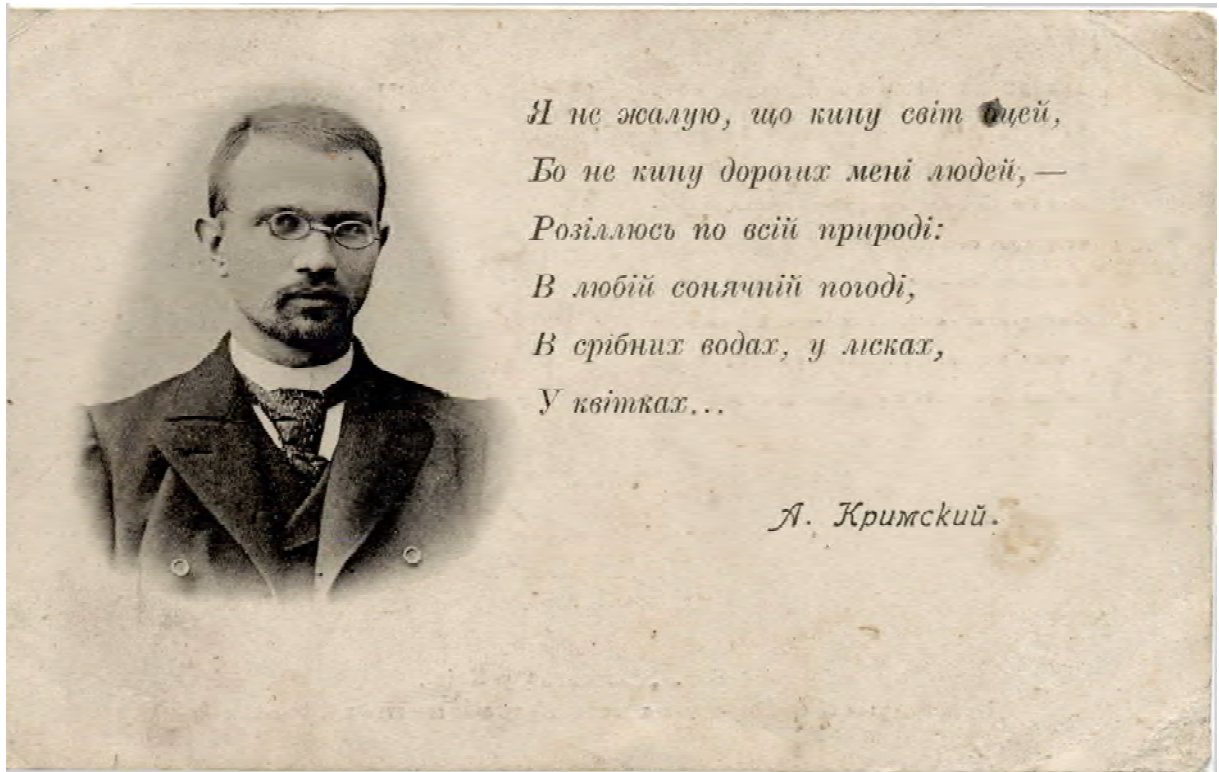 Я не жалую, що кину світ оцей,
Бо не кину дорогих мені людей, —
Розіллюсь по всій природі:
В любій сонячній погоді,
В срібних водах, у лісках,
У квітках...
А. Кримский.